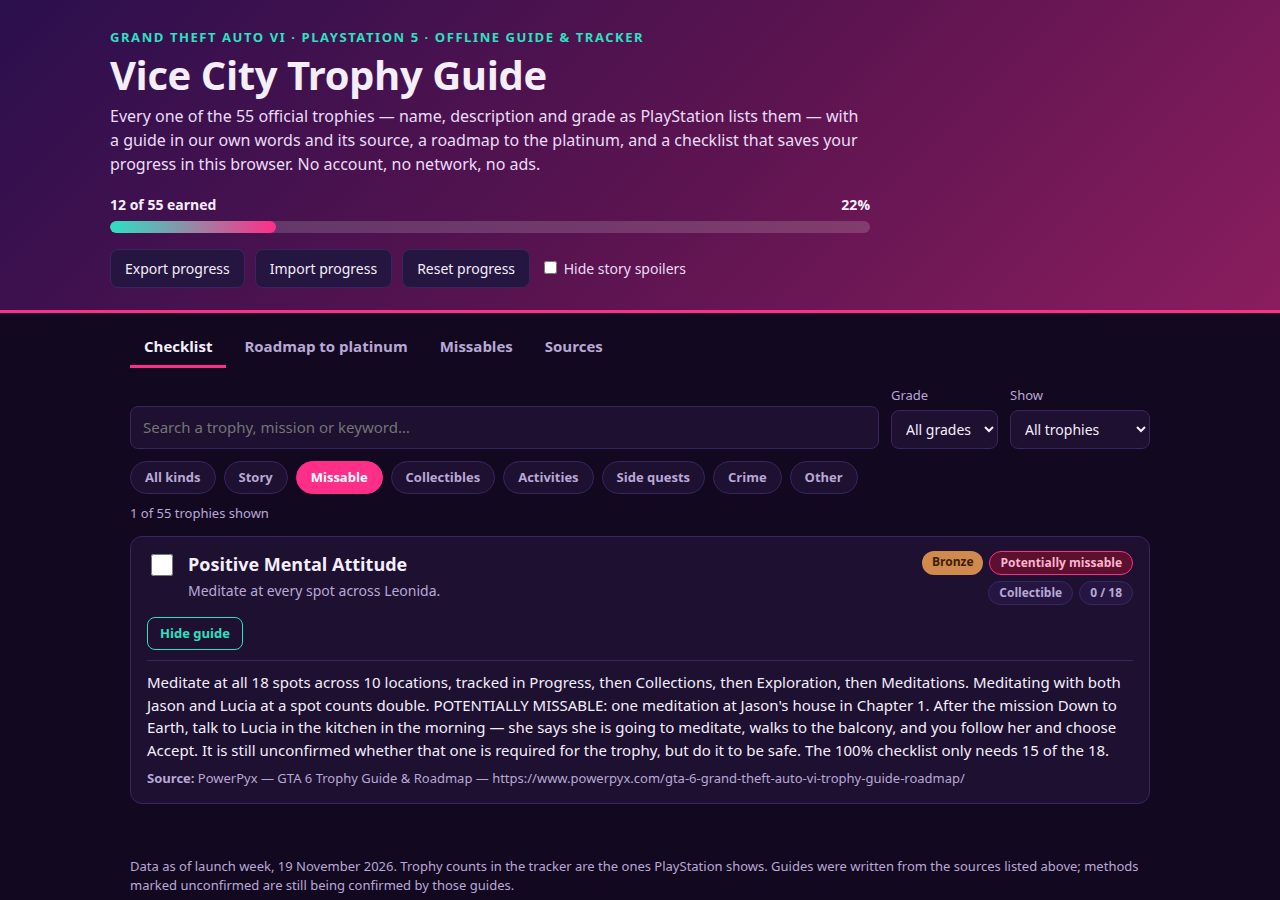 GRAND THEFT AUTO VI · PLAYSTATION 5 · OFFLINE GUIDE & TRACKER
Vice City Trophy Guide
Every one of the 55 official trophies — name, description and grade as PlayStation lists them — with
a guide in our own words and its source, a roadmap to the platinum, and a checklist that saves your
progress in this browser. No account, no network, no ads.
12 of 55 earned 22%
Export progress Import progress Reset progress Hide story spoilers
Checklist Roadmap to platinum Missables Sources
Grade Show
Search a trophy, mission or keyword... All grades All trophies
All kinds Story Missable Collectibles Activities Side quests Crime Other
1 of 55 trophies shown
Positive Mental Attitude Bronze Potentially missable
Meditate at every spot across Leonida. Collectible 0 / 18
Hide guide
Meditate at all 18 spots across 10 locations, tracked in Progress, then Collections, then Exploration, then Meditations. Meditating with both
Jason and Lucia at a spot counts double. POTENTIALLY MISSABLE: one meditation at Jason's house in Chapter 1. After the mission Down to
Earth, talk to Lucia in the kitchen in the morning — she says she is going to meditate, walks to the balcony, and you follow her and choose
Accept. It is still unconfirmed whether that one is required for the trophy, but do it to be safe. The 100% checklist only needs 15 of the 18.
Source: PowerPyx — GTA 6 Trophy Guide & Roadmap — https://www.powerpyx.com/gta-6-grand-theft-auto-vi-trophy-guide-roadmap/
Data as of launch week, 19 November 2026. Trophy counts in the tracker are the ones PlayStation shows. Guides were written from the sources listed above; methods
marked unconfirmed are still being confirmed by those guides.